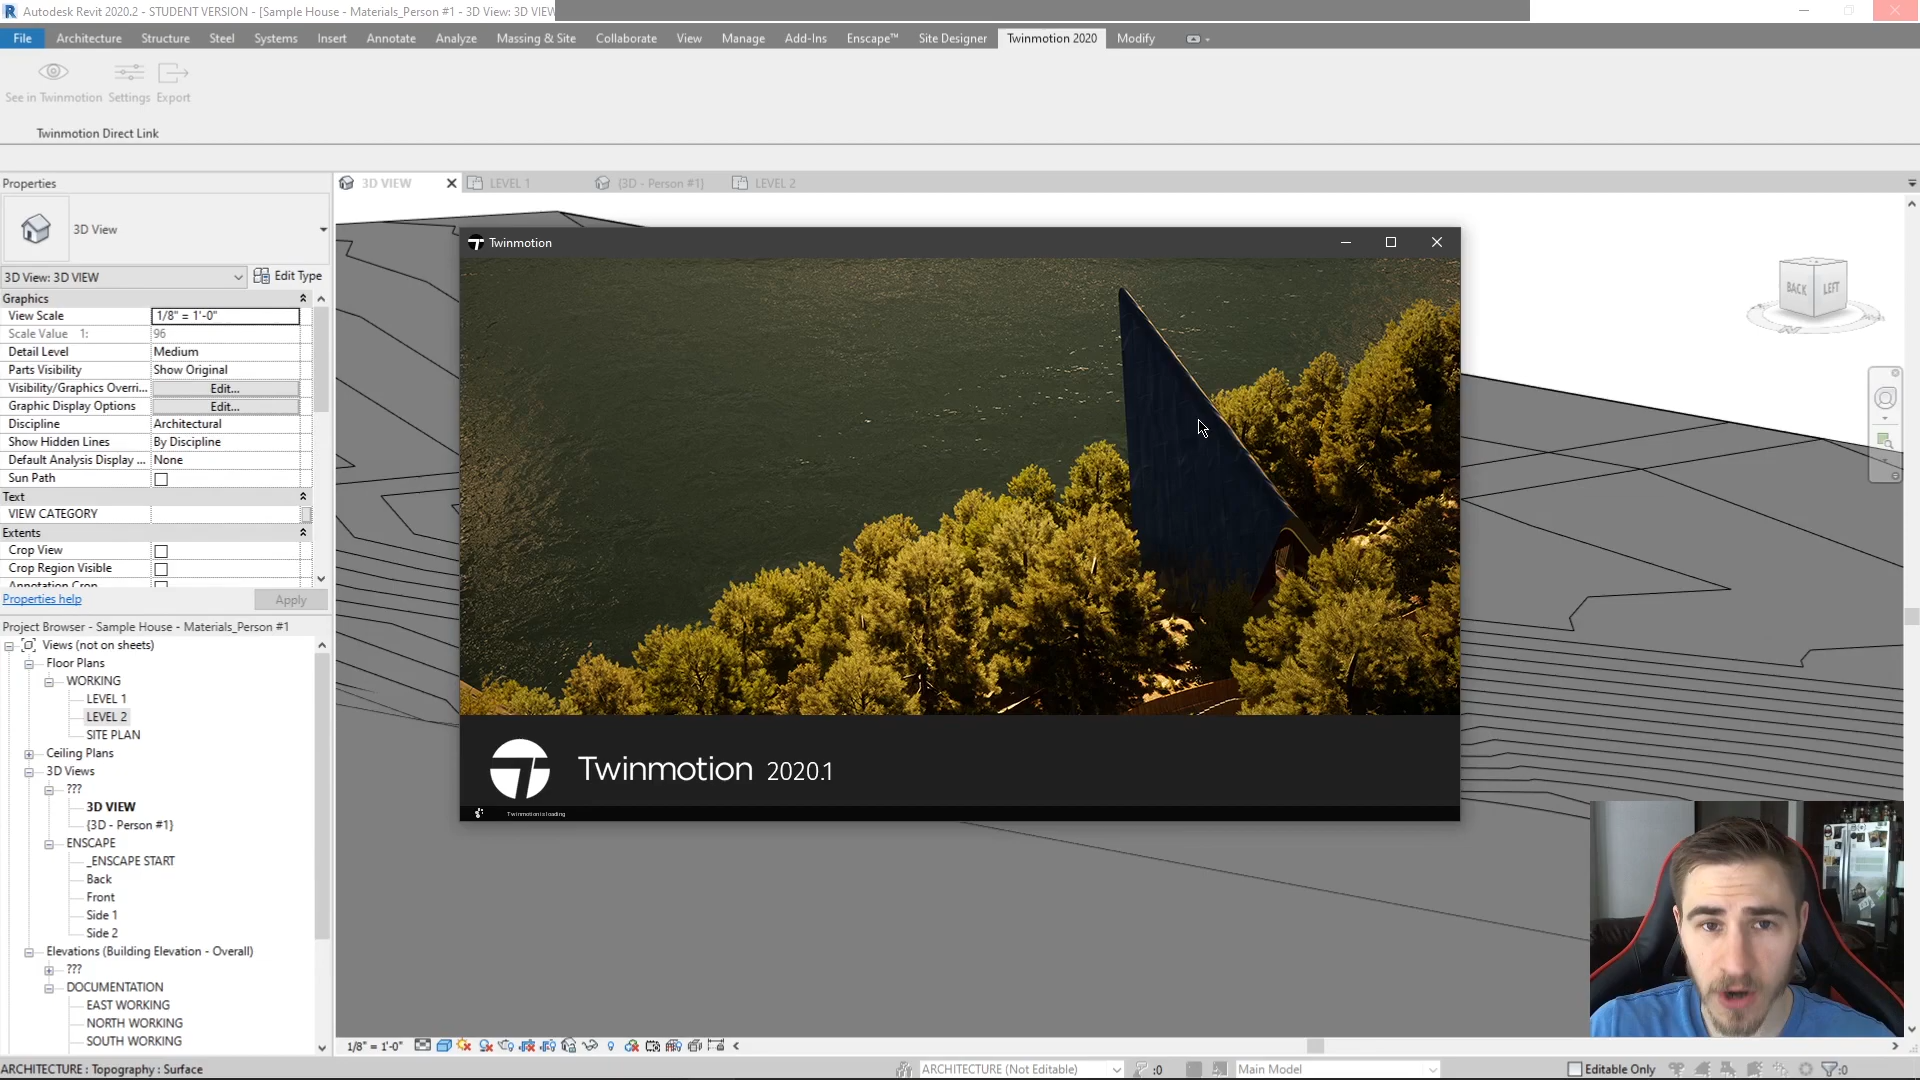 Autodesk Revit 2020.2 - STUDENT VERSION - [Sample House - Materials_Person #1 - 3D View: 3D VIEW
File Architecture Structure Steel Systems Insert Annotate Analyze Massing & Site Collaborate View Manage Add-Ins Enscape™ Site Designer Twinmotion 2020 Modify
See in Twinmotion Settings Export
Twinmotion Direct Link
Properties
3D VIEW LEVEL 1 {3D - Person #1} LEVEL 2
3D View
3D View: 3D VIEW Edit Type
Graphics
View Scale 1/8" = 1'-0"
Scale Value 1: 96
Detail Level Medium
Parts Visibility Show Original
Visibility/Graphics Overri... Edit...
Graphic Display Options Edit...
Discipline Architectural
Show Hidden Lines By Discipline
Default Analysis Display ... None
Sun Path
Text
VIEW CATEGORY
Extents
Crop View
Crop Region Visible
Annotation Crop
Properties help Apply
Project Browser - Sample House - Materials_Person #1
Views (not on sheets)
Floor Plans
WORKING
LEVEL 1
LEVEL 2
SITE PLAN
Ceiling Plans
3D Views
???
3D VIEW
{3D - Person #1}
ENSCAPE
_ENSCAPE START
Back
Front
Side 1
Side 2
Elevations (Building Elevation - Overall)
???
DOCUMENTATION
EAST WORKING
NORTH WORKING
SOUTH WORKING
Twinmotion
BACK LEFT
Twinmotion 2020.1
Twinmotion is loading
1/8" = 1'-0"
ARCHITECTURE : Topography : Surface
ARCHITECTURE (Not Editable) :0 Main Model Editable Only :0